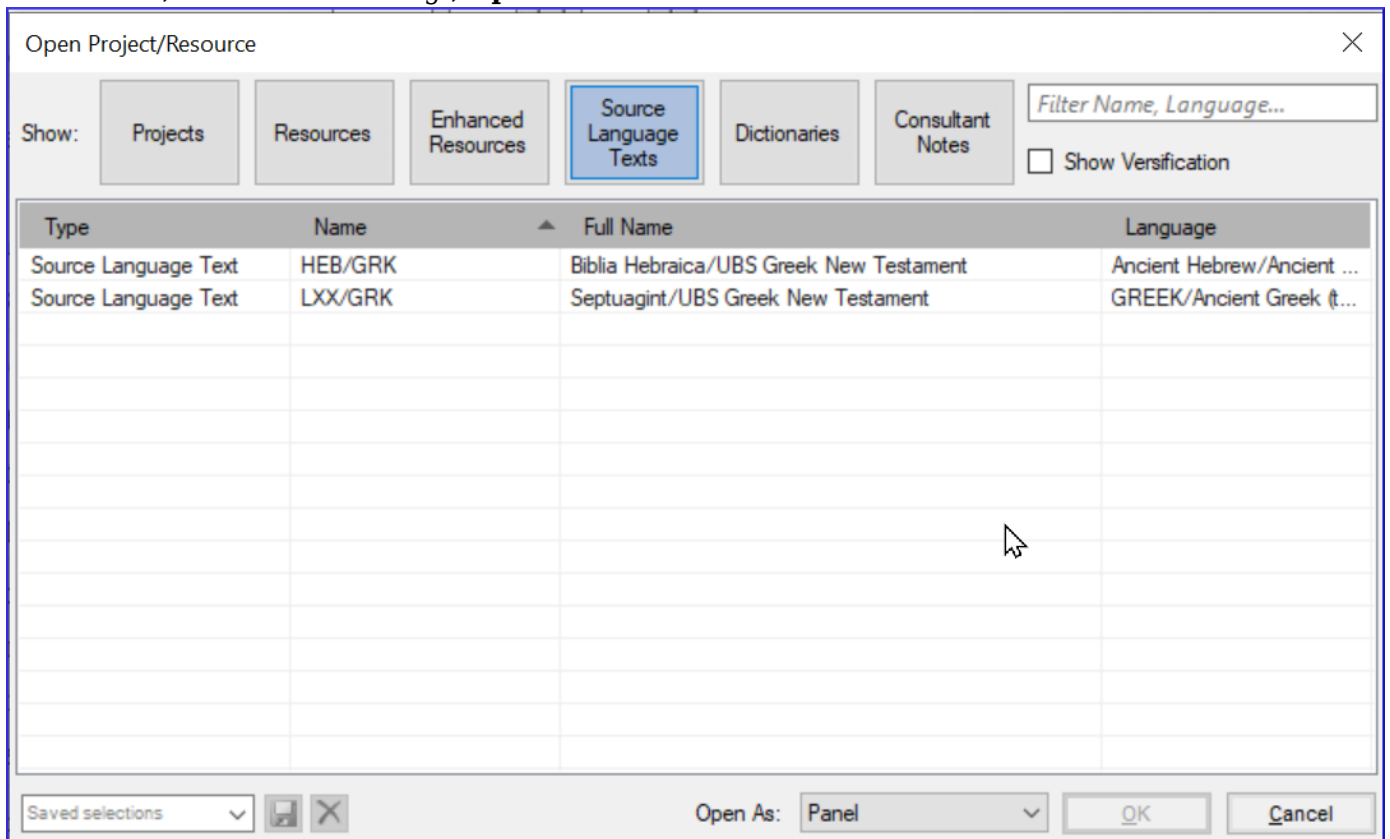 Open Project/Resource
Show:
Projects
Resources
Enhanced
Resources
Source
Language
Texts
Dictionaries
Consultant
Notes
Filter Name, Language...
Show Versification
Type Name Full Name Language
Source Language Text HEB/GRK Biblia Hebraica/UBS Greek New Testament Ancient Hebrew/Ancient ...
Source Language Text LXX/GRK Septuagint/UBS Greek New Testament GREEK/Ancient Greek (t...
Saved selections
Open As: Panel OK Cancel